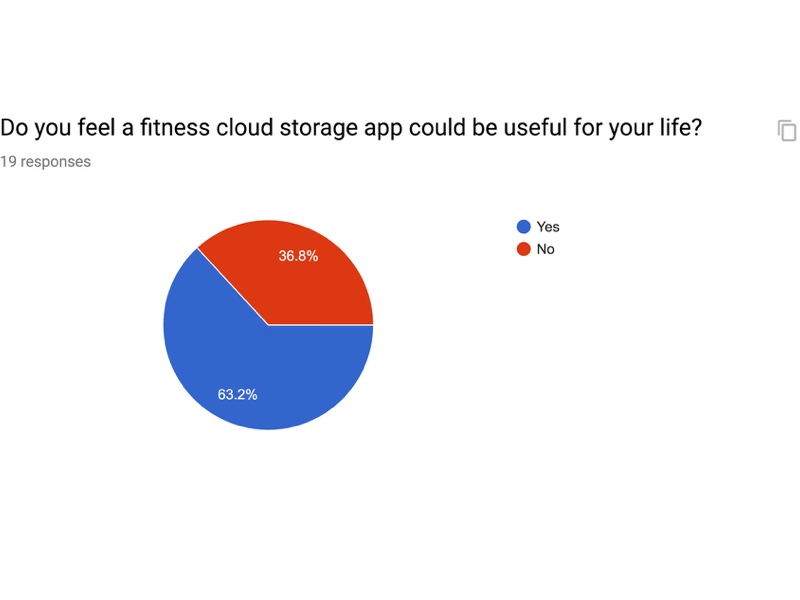 Do you feel a fitness cloud storage app could be useful for your life?
19 responses
Yes
No
36.8%
63.2%